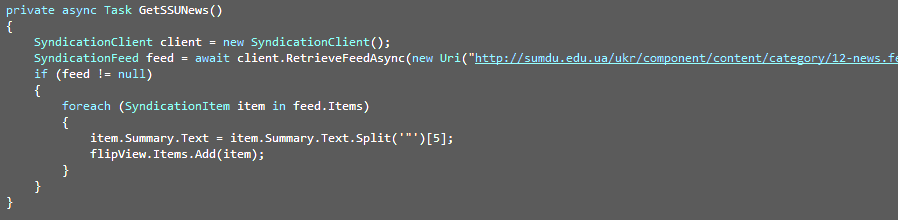 private async Task GetSSUNews()
{
    SyndicationClient client = new SyndicationClient();
    SyndicationFeed feed = await client.RetrieveFeedAsync(new Uri("http://sumdu.edu.ua/ukr/component/content/category/12-news.fe
    if (feed != null)
    {
        foreach (SyndicationItem item in feed.Items)
        {
            item.Summary.Text = item.Summary.Text.Split('"')[5];
            flipView.Items.Add(item);
        }
    }
}